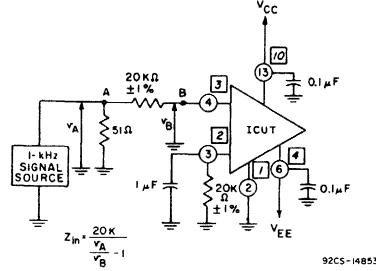 VCC
10
13
0.1μF
A
20KΩ
±1%
B
3
4
vA
vB
51Ω
ICUT
2
3
1
2
4
6
1μF
20K
Ω
±1%
0.1μF
1-kHz
SIGNAL
SOURCE
VEE
Zin = 20K
vA
vB
-1
92CS-14853